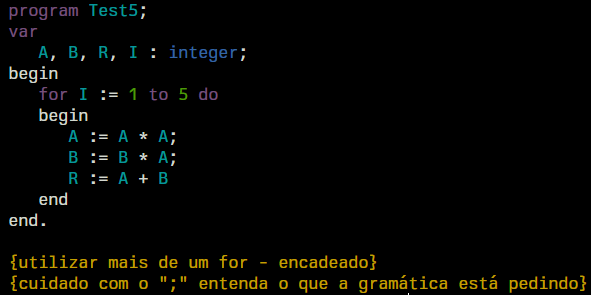 program Test5;
var
   A, B, R, I : integer;
begin
   for I := 1 to 5 do
   begin
      A := A * A;
      B := B * A;
      R := A + B
   end
end.

{utilizar mais de um for - encadeado}
{cuidado com o ";" entenda o que a gramática está pedindo}